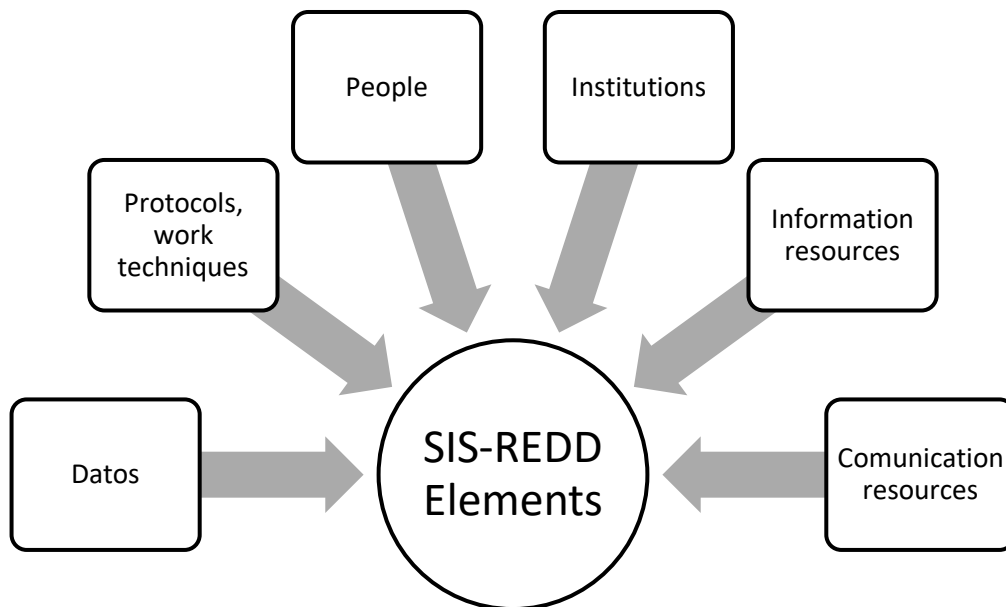 People
Institutions
Protocols,
work
techniques
Information
resources
Datos
SIS-REDD
Elements
Comunication
resources